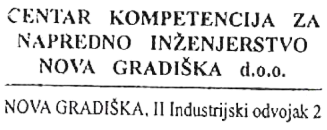 CENTAR KOMPETENCIJA ZA
NAPREDNO INŽENJERSTVO
NOVA GRADIŠKA d.o.o.
NOVA GRADIŠKA, II Industrijski odvojak 2